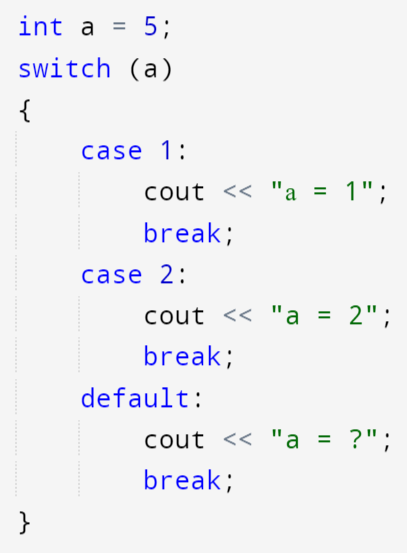 int a = 5;
switch (a)
{
    case 1:
        cout << "a = 1";
        break;
    case 2:
        cout << "a = 2";
        break;
    default:
        cout << "a = ?";
        break;
}